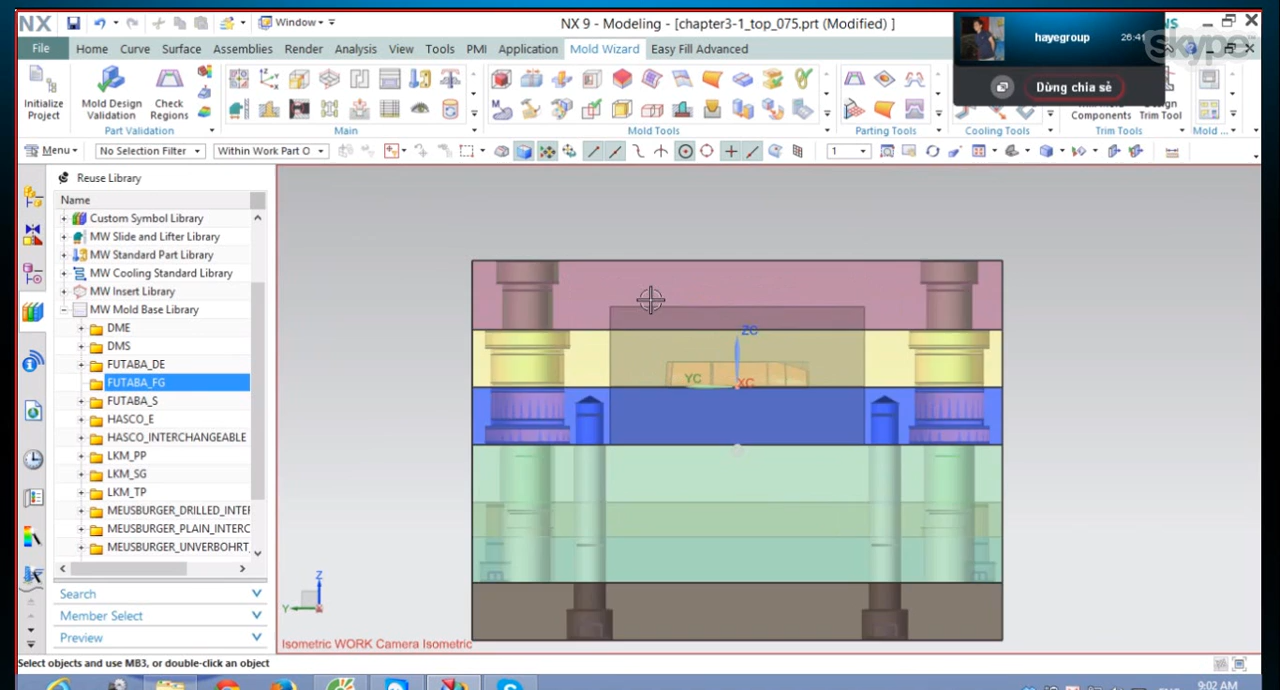 NX
Window
NX 9 - Modeling - [chapter3-1_top_075.prt (Modified) ]
File
Home
Curve
Surface
Assemblies
Render
Analysis
View
Tools
PMI
Application
Mold Wizard
Easy Fill Advanced
hayegroup
26:41
skype
Dừng chia sẻ
Initialize
Project
Mold Design
Validation
Check
Regions
Components
Trim Tool
Part Validation
Main
Mold Tools
Parting Tools
Cooling Tools
Trim Tools
Mold ...
Menu
No Selection Filter
Within Work Part O
1
Reuse Library
Name
Custom Symbol Library
MW Slide and Lifter Library
MW Standard Part Library
MW Cooling Standard Library
MW Insert Library
MW Mold Base Library
DME
DMS
FUTABA_DE
FUTABA_FG
FUTABA_S
HASCO_E
HASCO_INTERCHANGEABLE
LKM_PP
LKM_SG
LKM_TP
MEUSBURGER_DRILLED_INTER
MEUSBURGER_PLAIN_INTERC
MEUSBURGER_UNVERBOHRT_
Search
Member Select
Preview
ZC
YC
XC
Z
Y
Isometric WORK Camera Isometric
Select objects and use MB3, or double-click an object
9:02 AM